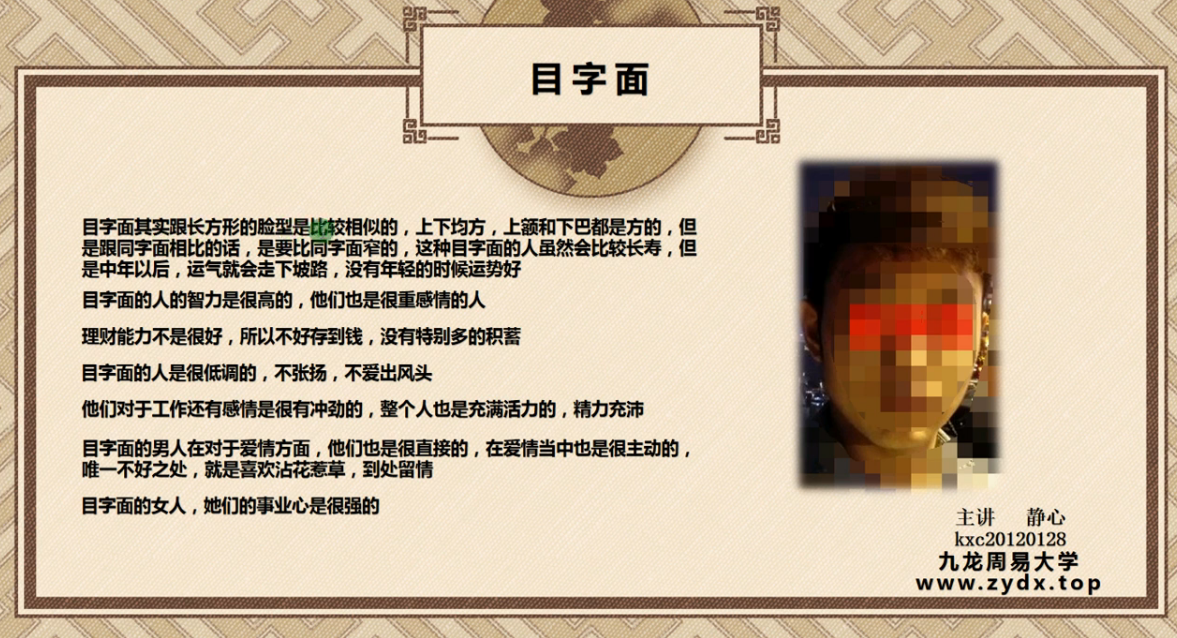 目字面
目字面其实跟长方形的脸型是比较相似的，上下均方，上额和下巴都是方的，但
是跟同字面相比的话，是要比同字面窄的，这种目字面的人虽然会比较长寿，但
是中年以后，运气就会走下坡路，没有年轻的时候运势好
目字面的人的智力是很高的，他们也是很重感情的人
理财能力不是很好，所以不好存到钱，没有特别多的积蓄
目字面的人是很低调的，不张扬，不爱出风头
他们对于工作还有感情是很有冲劲的，整个人也是充满活力的，精力充沛
目字面的男人在对于爱情方面，他们也是很直接的，在爱情当中也是很主动的，
唯一不好之处，就是喜欢沾花惹草，到处留情
目字面的女人，她们的事业心是很强的
主讲 静心
kxc20120128
九龙周易大学
www.zydx.top